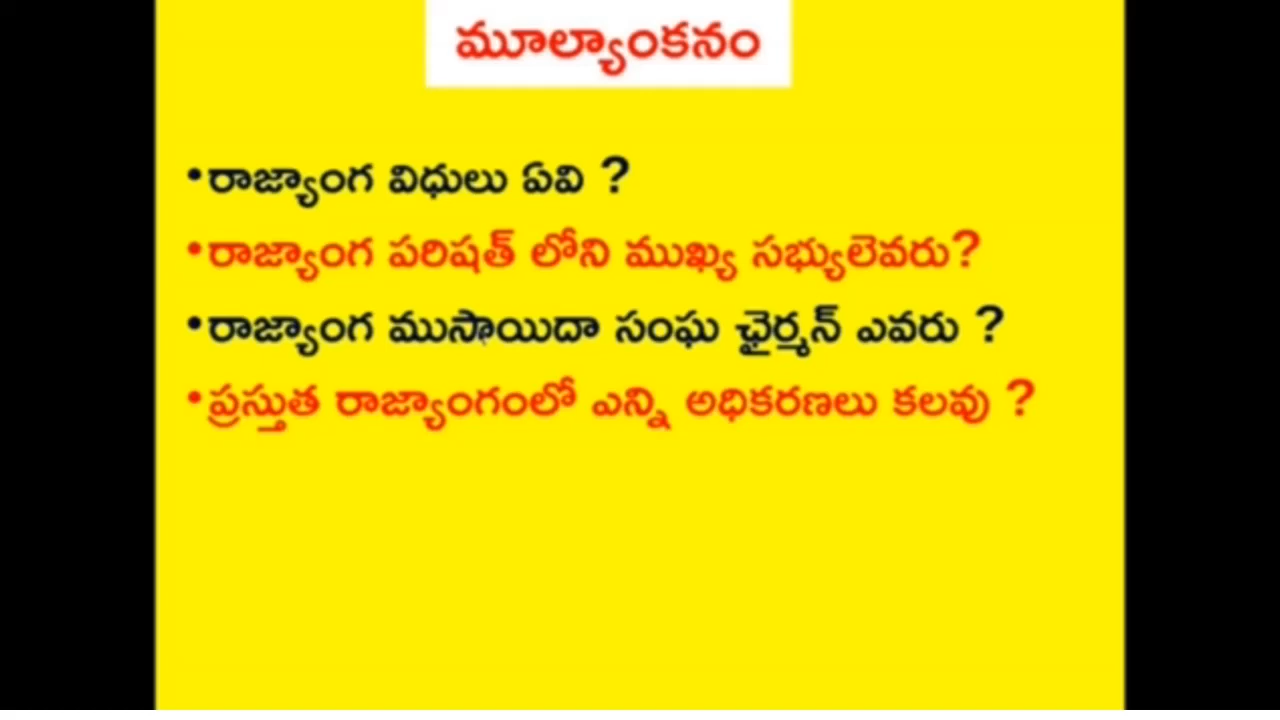 మూల్యాంకనం
•రాజ్యాంగ విధులు ఏవి ?
•రాజ్యాంగ పరిషత్ లోని ముఖ్య సభ్యులెవరు?
•రాజ్యాంగ ముసాయిదా సంఘ ఛైర్మన్ ఎవరు ?
•ప్రస్తుత రాజ్యాంగంలో ఎన్ని అధికరణలు కలవు ?